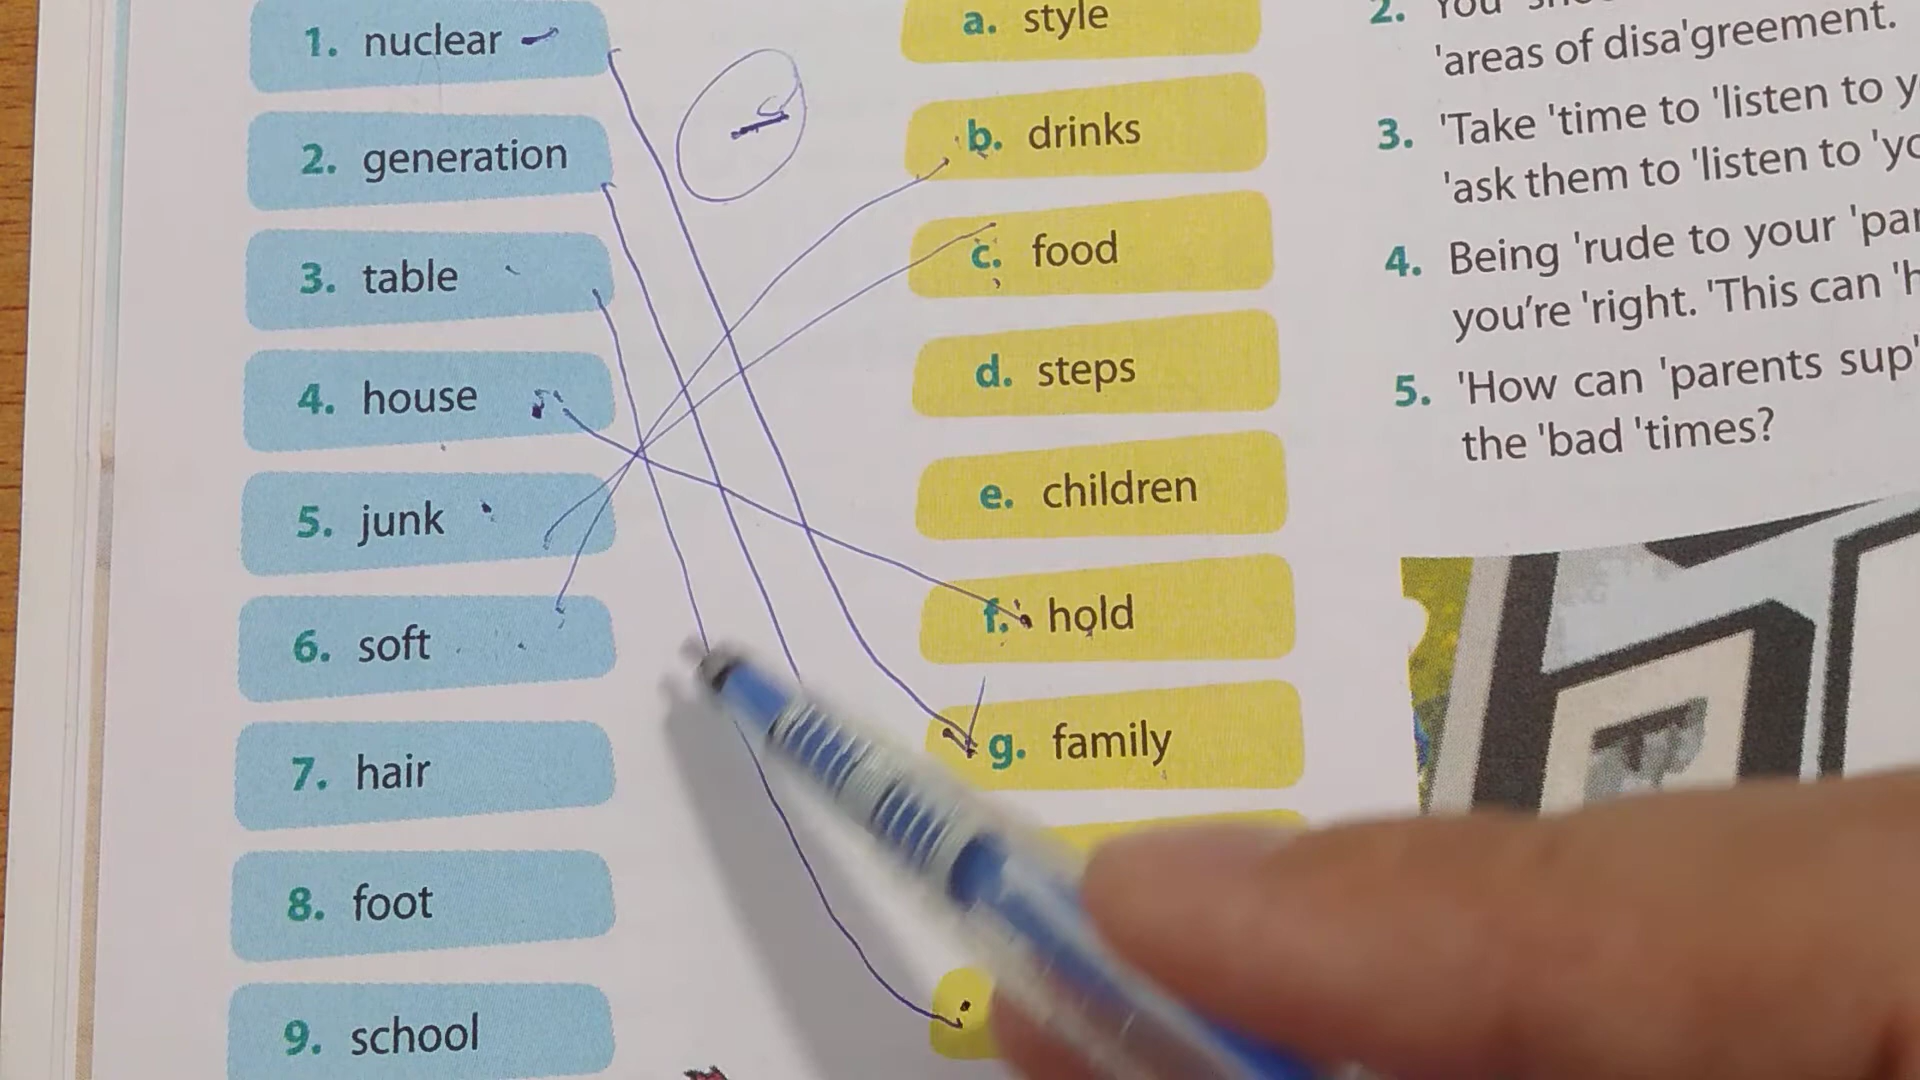 1. nuclear
2. generation
3. table
4. house
5. junk
6. soft
7. hair
8. foot
9. school
a. style
b. drinks
c. food
d. steps
e. children
f. hold
g. family
2. You
'areas of disa'greement.
3. 'Take 'time to 'listen to
'ask them to 'listen to
4. Being 'rude to your
you're 'right. 'This can
5. 'How can 'parents
the 'bad 'times?